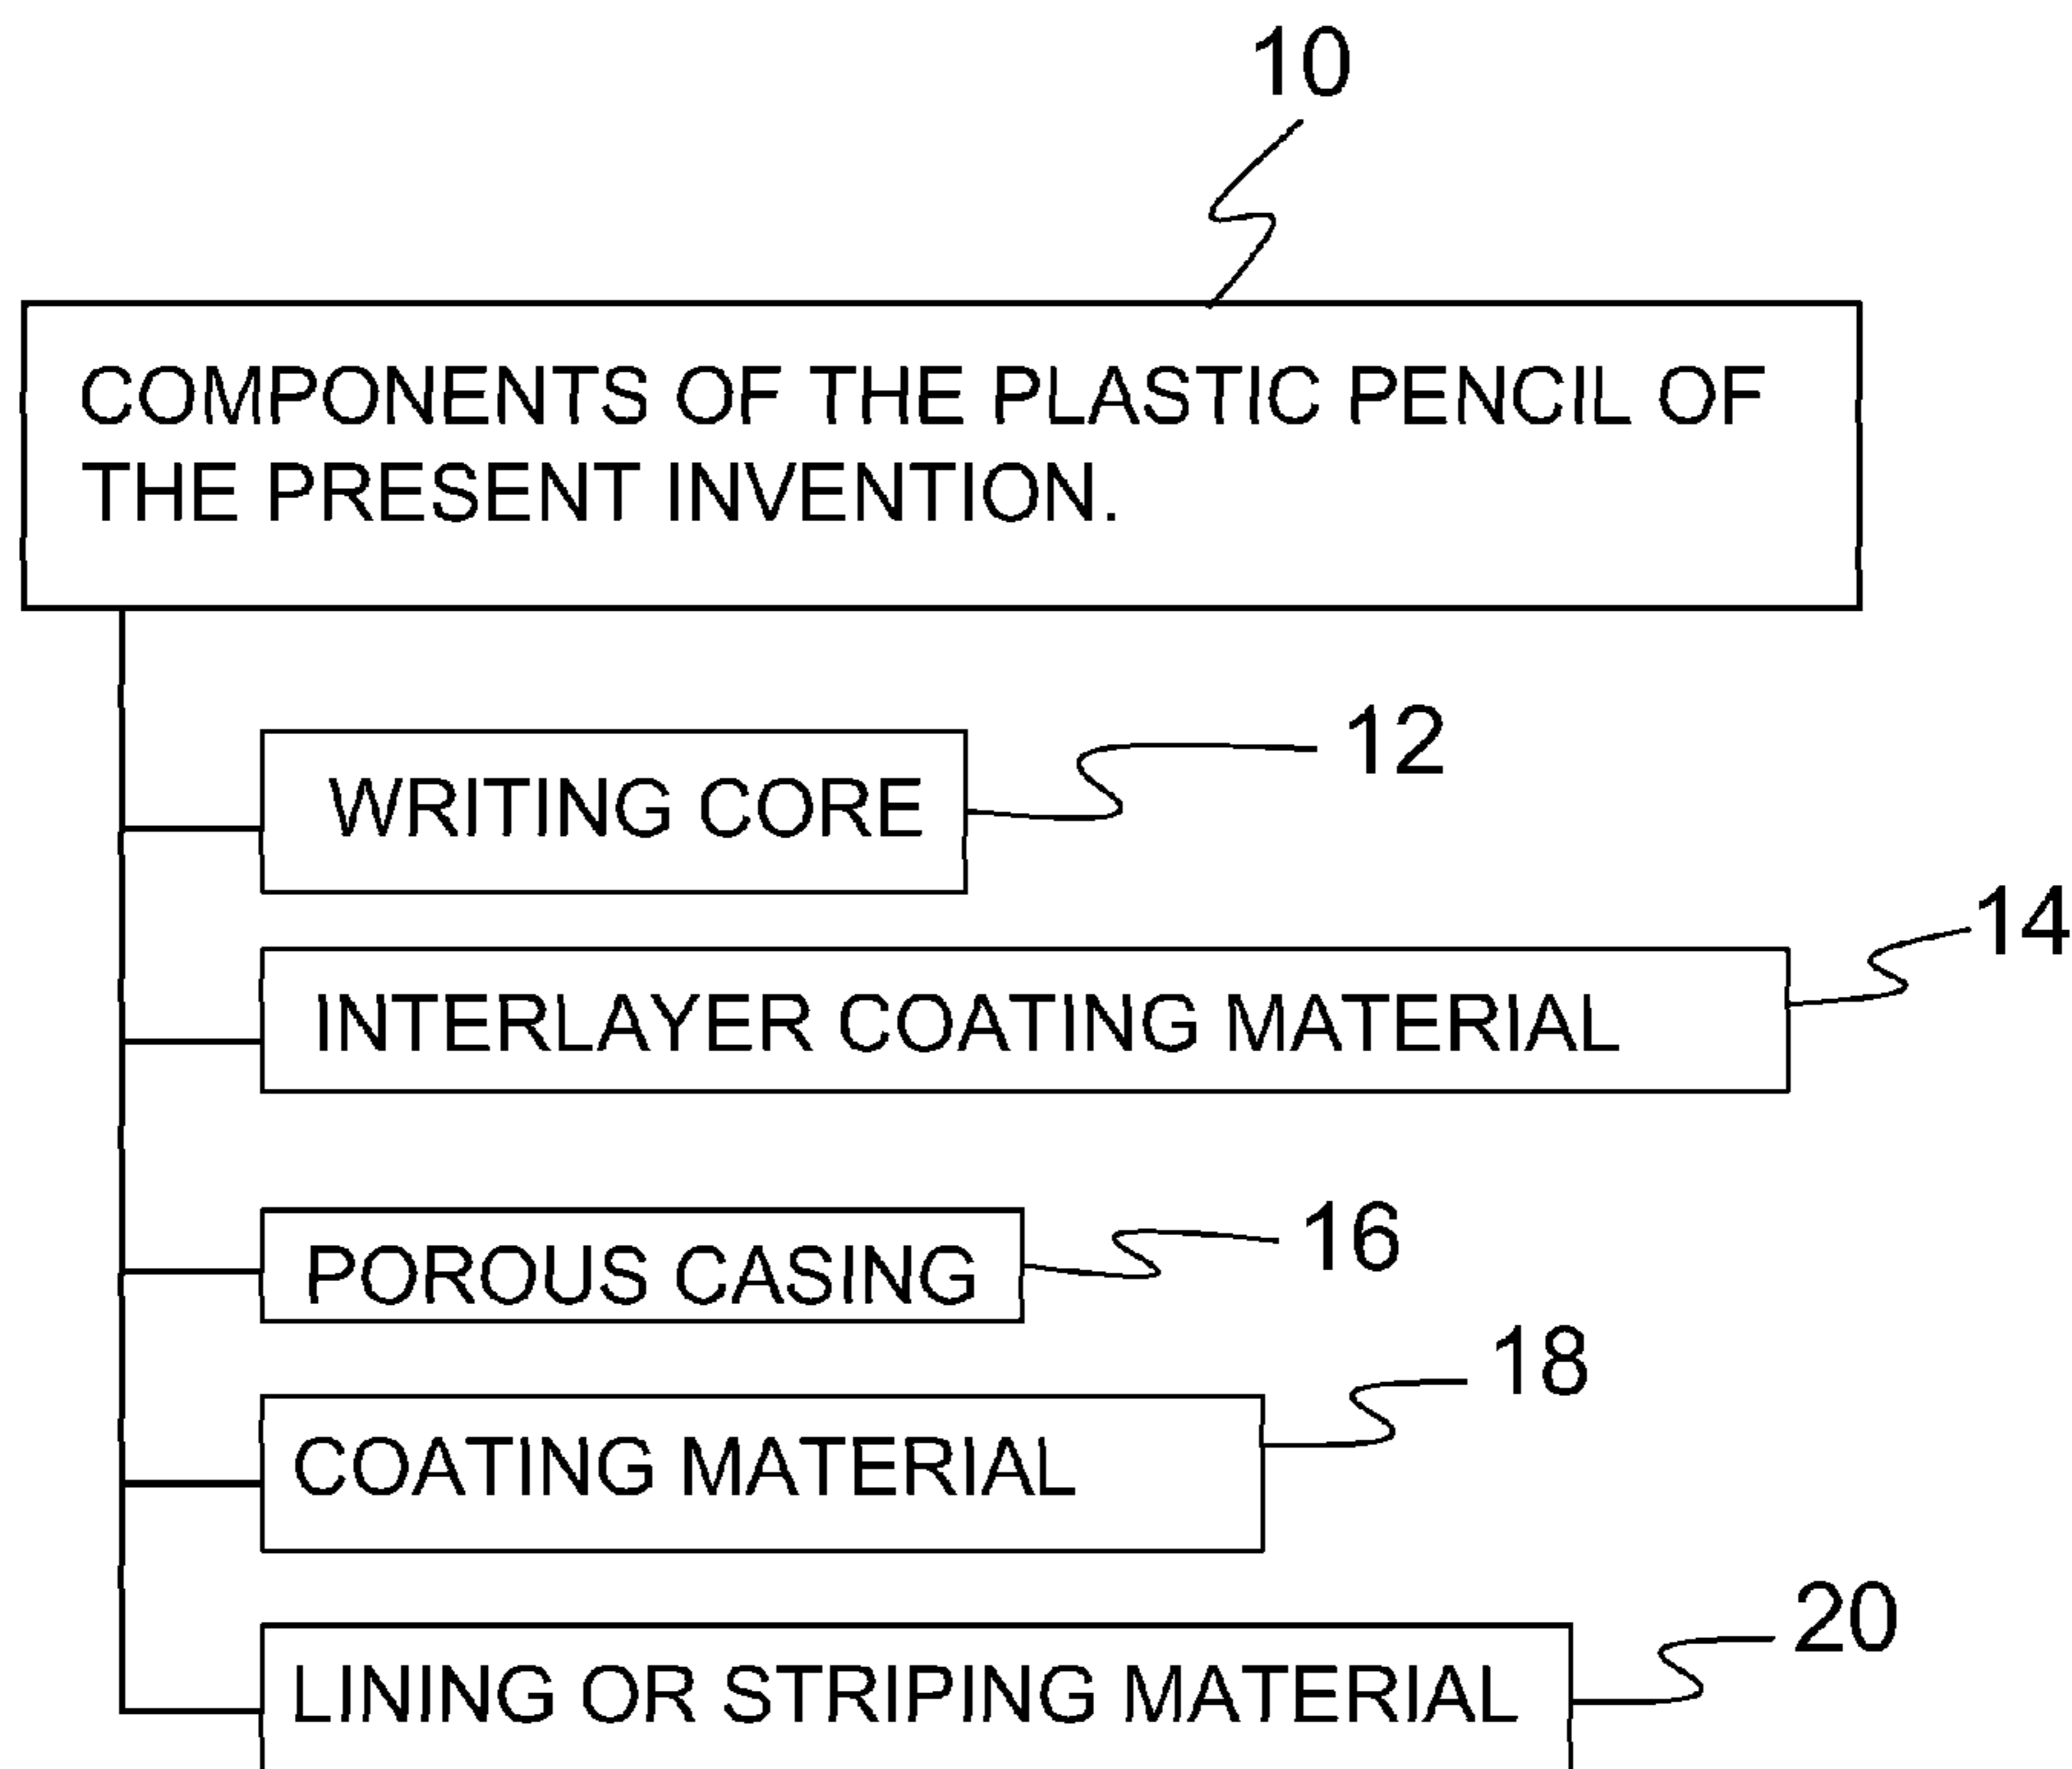 10
COMPONENTS OF THE PLASTIC PENCIL OF
THE PRESENT INVENTION.
WRITING CORE
12
INTERLAYER COATING MATERIAL
14
POROUS CASING
16
COATING MATERIAL
18
LINING OR STRIPING MATERIAL
20